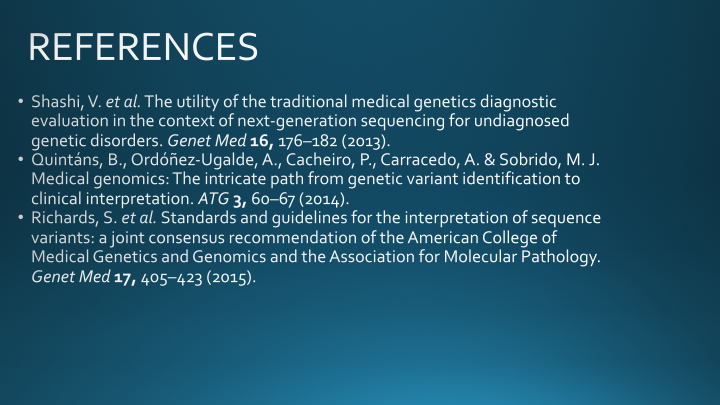 REFERENCES
• Shashi, V. et al. The utility of the traditional medical genetics diagnostic
evaluation in the context of next-generation sequencing for undiagnosed
genetic disorders. Genet Med 16, 176–182 (2013).
• Quintáns, B., Ordóñez-Ugalde, A., Cacheiro, P., Carracedo, A. & Sobrido, M. J.
Medical genomics: The intricate path from genetic variant identification to
clinical interpretation. ATG 3, 60–67 (2014).
• Richards, S. et al. Standards and guidelines for the interpretation of sequence
variants: a joint consensus recommendation of the American College of
Medical Genetics and Genomics and the Association for Molecular Pathology.
Genet Med 17, 405–423 (2015).